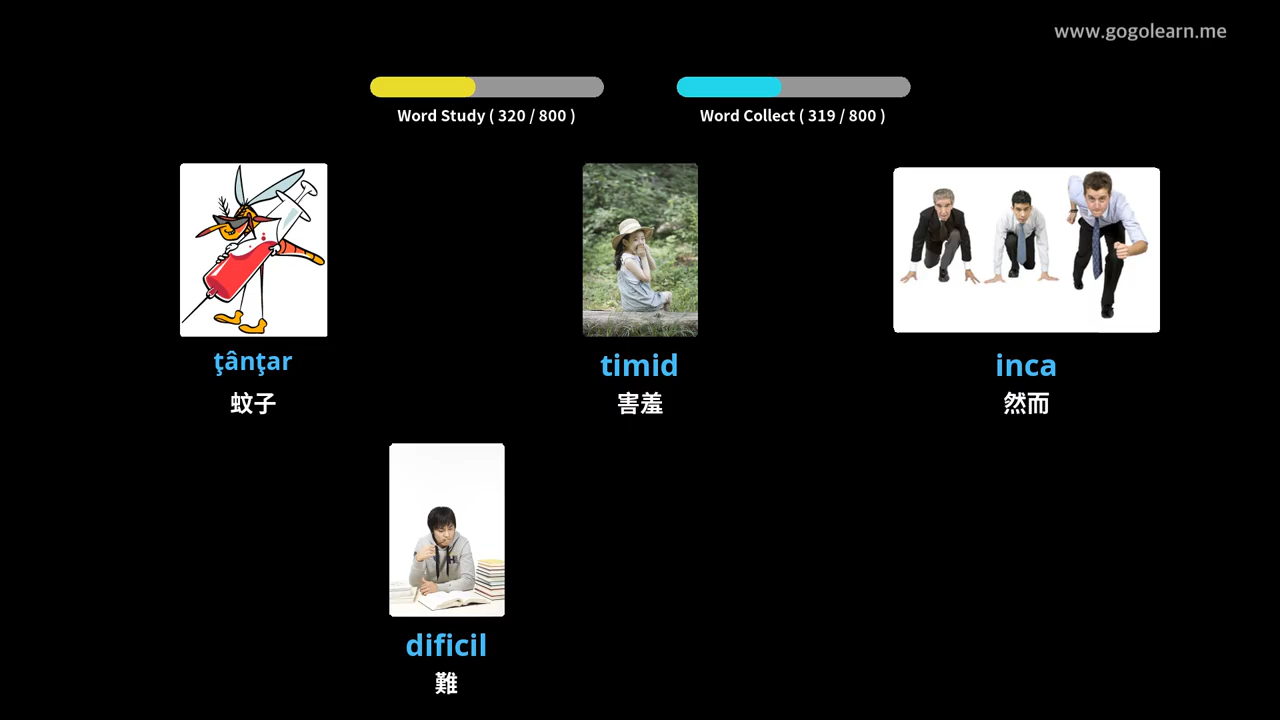 www.gogolearn.me
Word Study ( 320 / 800 )
Word Collect ( 319 / 800 )
ţânţar
蚊子
timid
害羞
inca
然而
dificil
難